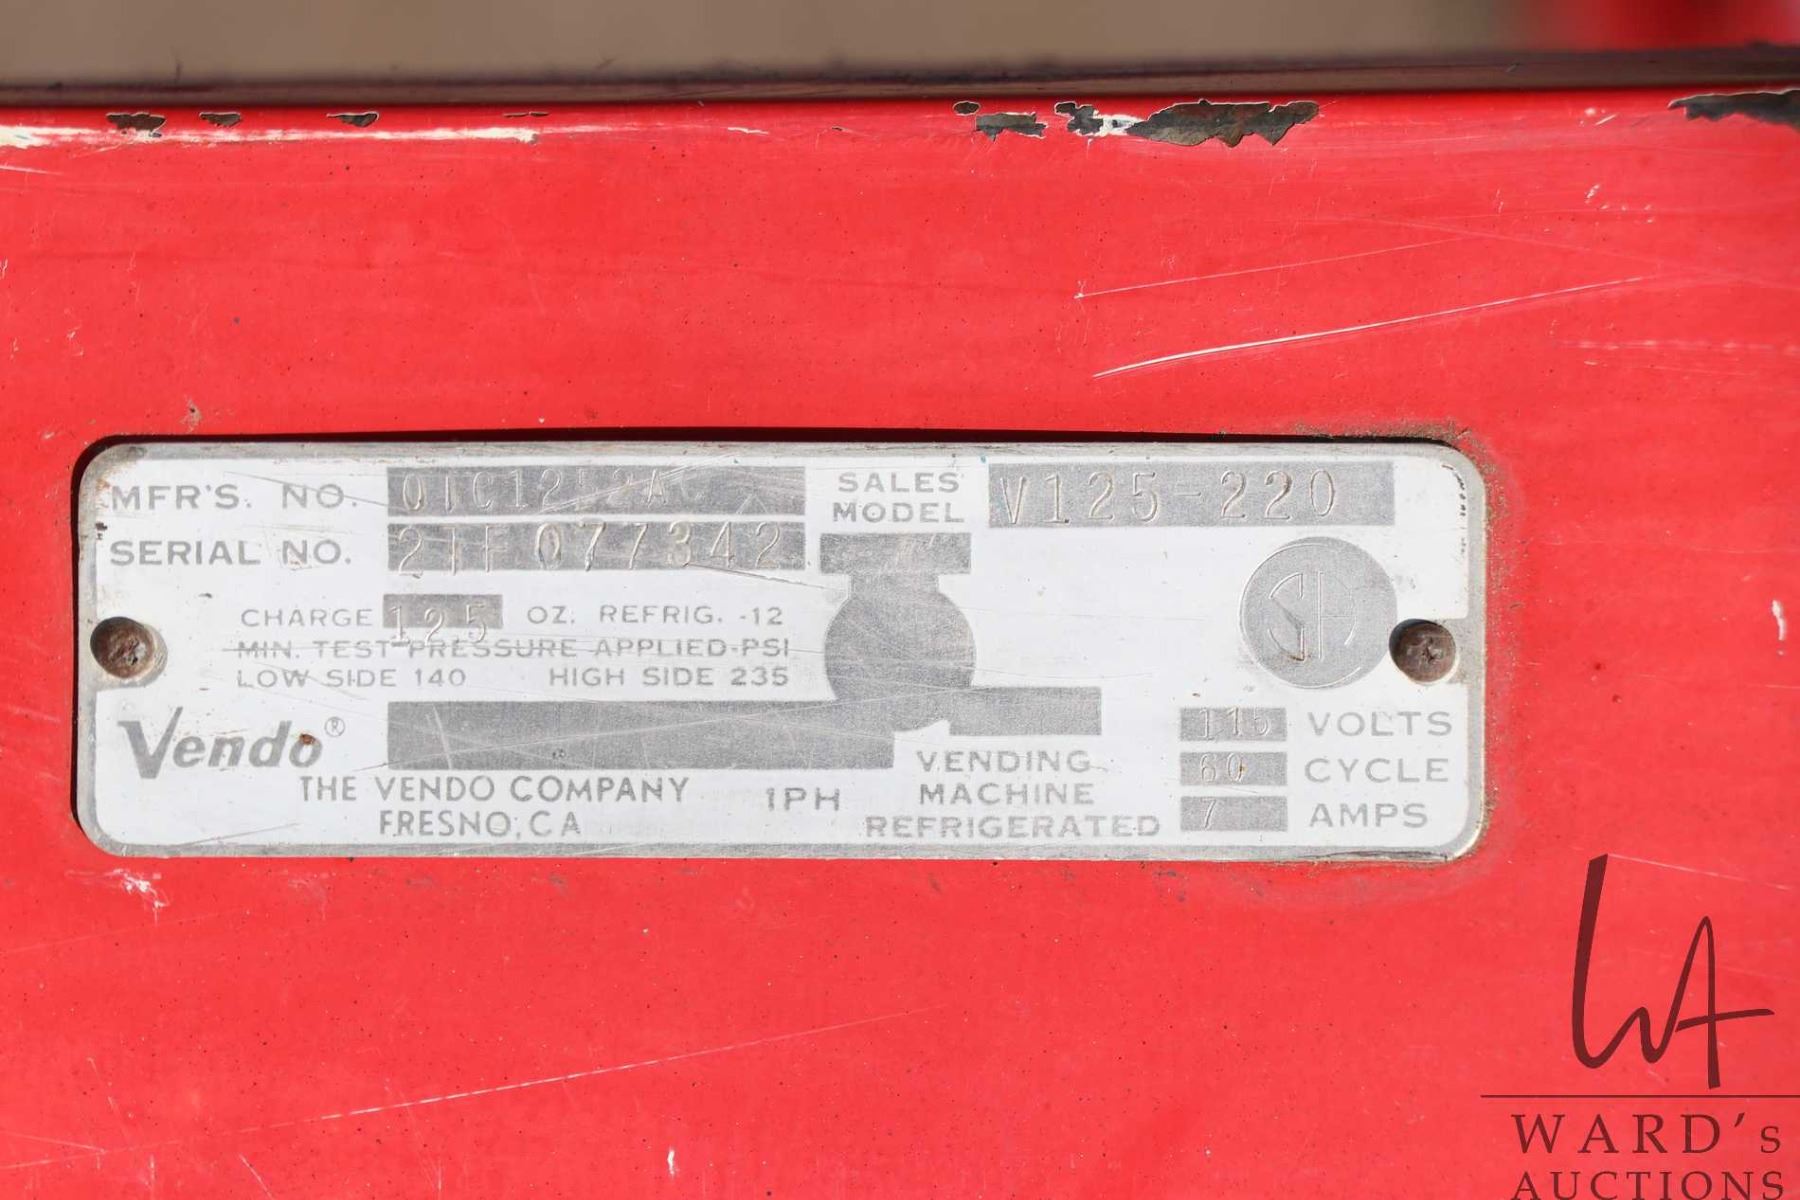 MFR'S. NO.
SALES MODEL V125-220
SERIAL NO. 21F 077342
CHARGE 125 OZ. REFRIG. -12
MIN. TEST PRESSURE APPLIED-PSI
LOW SIDE 140 HIGH SIDE 235
Vendo®
THE VENDO COMPANY
FRESNO, CA
1PH
VENDING
MACHINE
REFRIGERATED
115 VOLTS
60 CYCLE
7 AMPS
WARD's
AUCTIONS